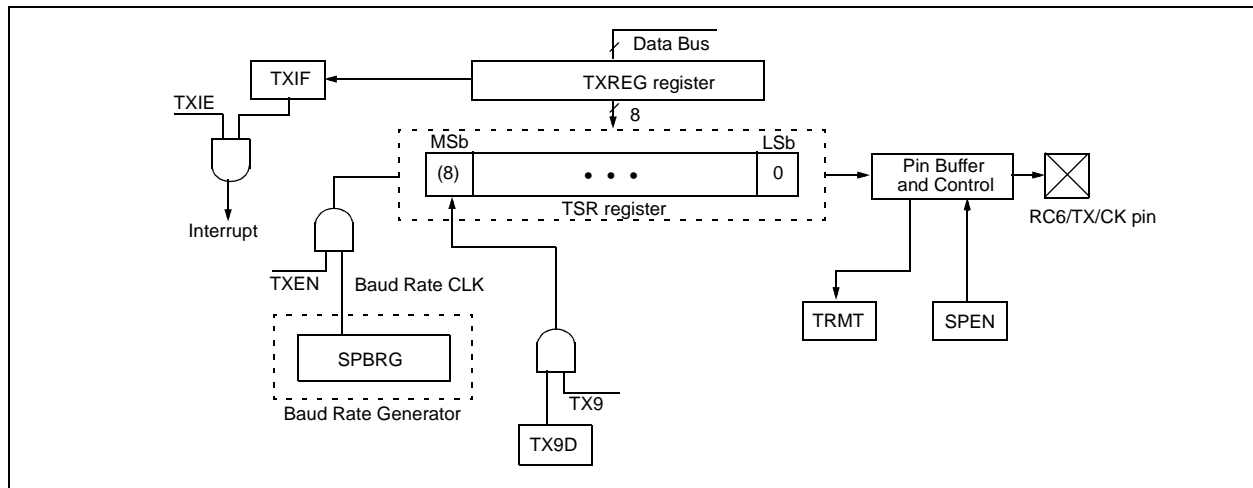 Data Bus
TXIF
TXREG register
TXIE
8
MSb
LSb
(8)
• • •
0
Pin Buffer
and Control
TSR register
RC6/TX/CK pin
Interrupt
TXEN
Baud Rate CLK
TRMT
SPEN
SPBRG
TX9
Baud Rate Generator
TX9D